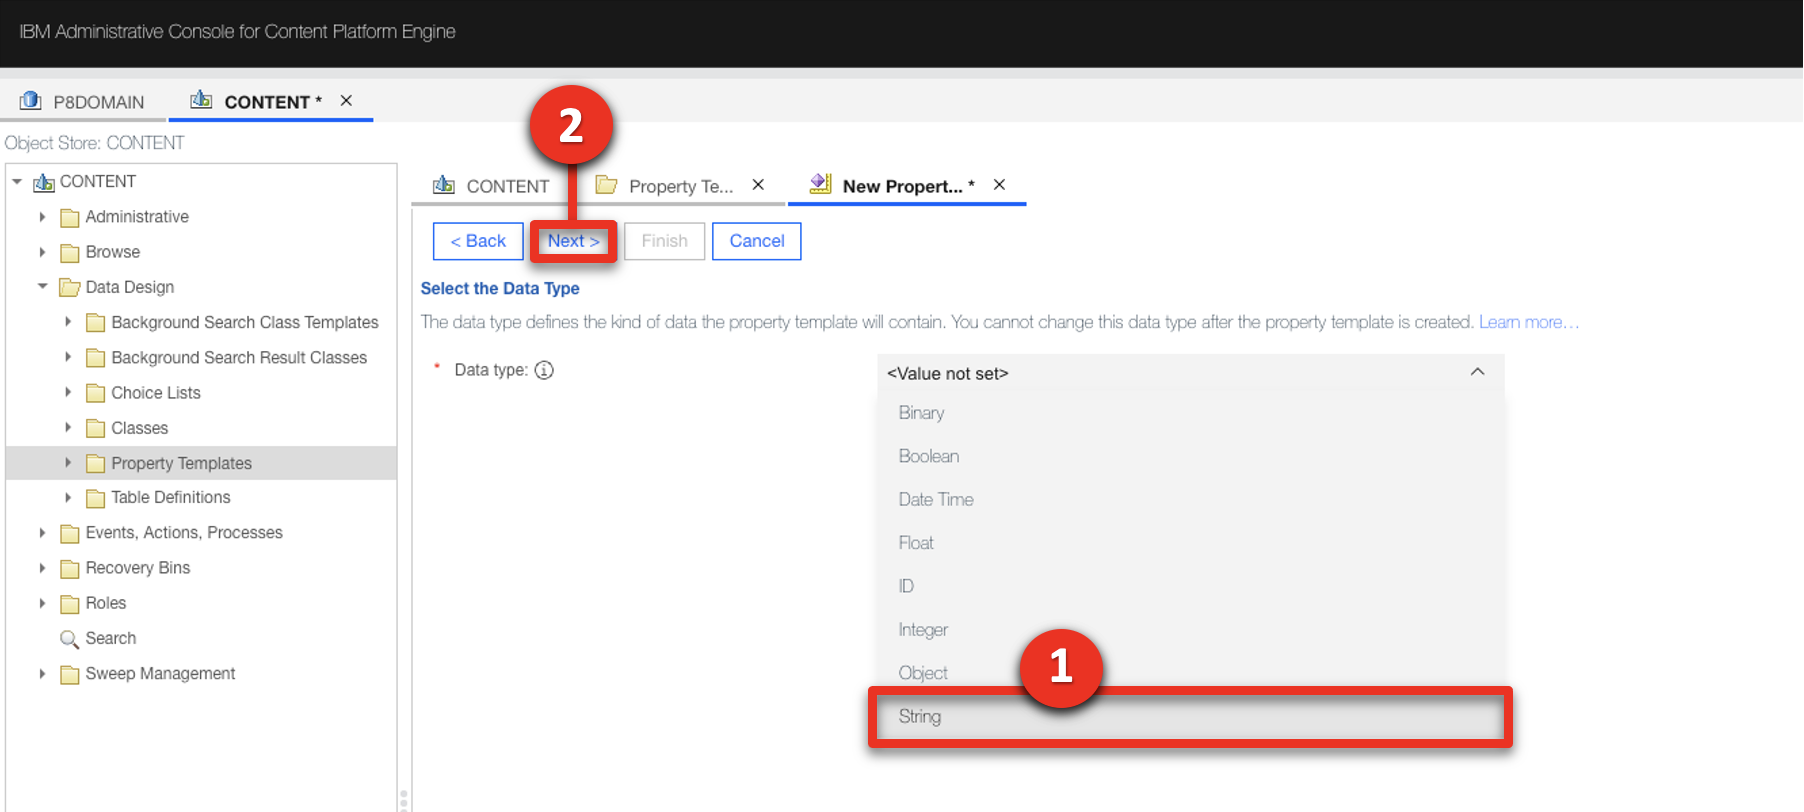 IBM Administrative Console for Content Platform Engine
P8DOMAIN
CONTENT *
Object Store: CONTENT
CONTENT
Administrative
Browse
Data Design
Background Search Class Templates
Background Search Result Classes
Choice Lists
Classes
Property Templates
Table Definitions
Events, Actions, Processes
Recovery Bins
Roles
Search
Sweep Management
2
CONTENT
Property Te...
New Propert... *
< Back
Next >
Finish
Cancel
Select the Data Type
The data type defines the kind of data the property template will contain. You cannot change this data type after the property template is created. Learn more...
* Data type:
<Value not set>
Binary
Boolean
Date Time
Float
ID
Integer
Object
1
String